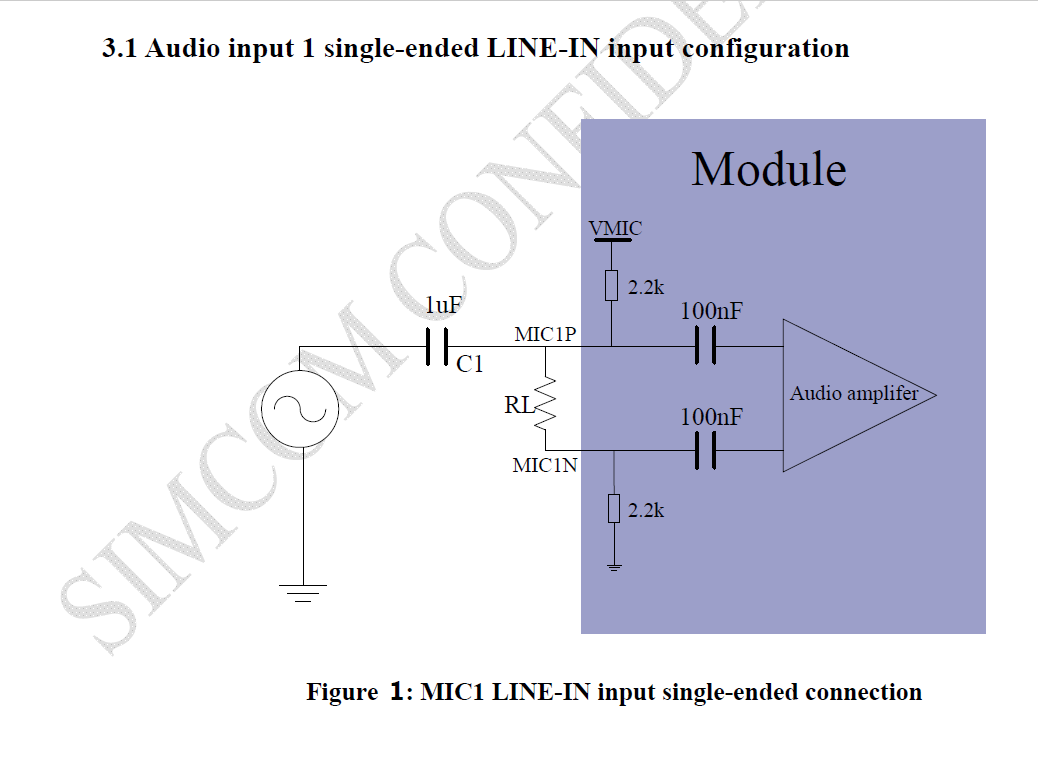 3.1 Audio input 1 single-ended LINE-IN input configuration
Module
VMIC
2.2k
1uF
100nF
MIC1P
C1
Audio amplifer
RL
100nF
MIC1N
2.2k
SIMCOM CONFIDE
Figure 1: MIC1 LINE-IN input single-ended connection